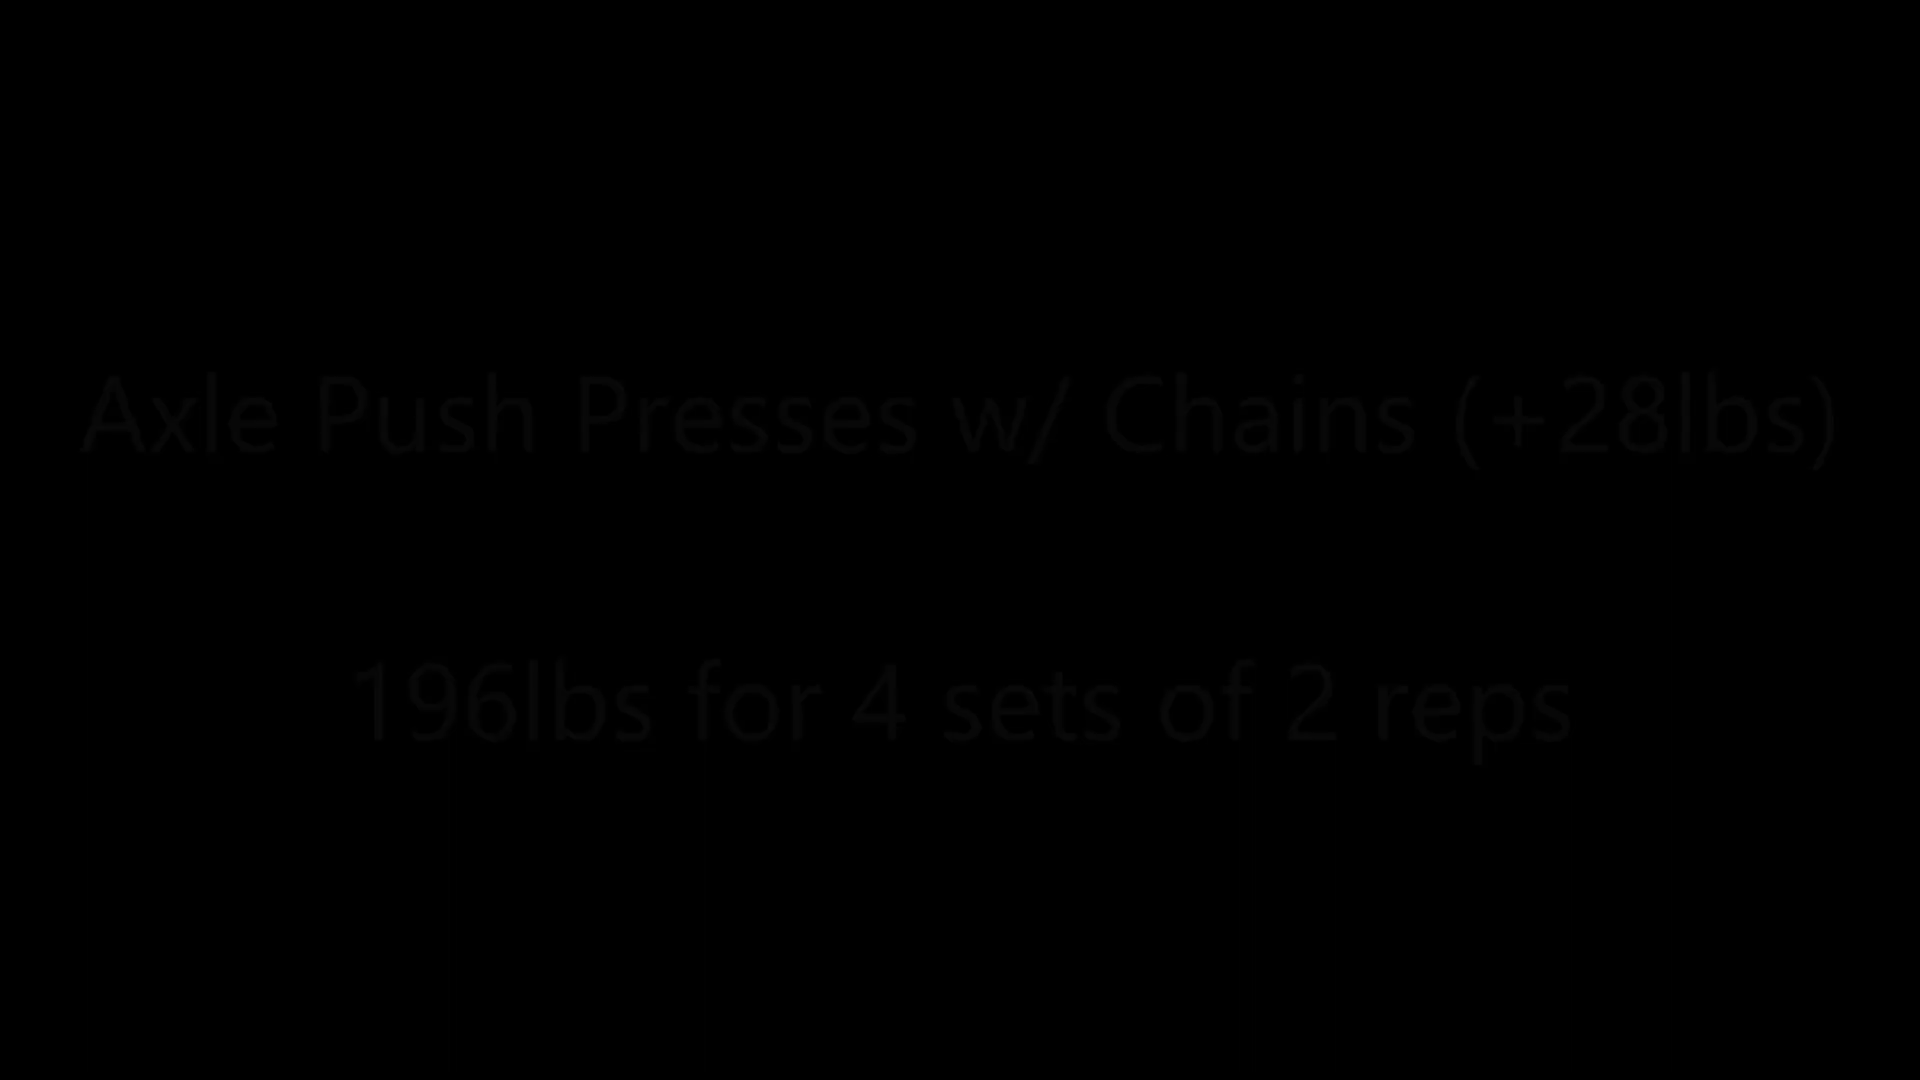 Axle Push Presses w/ Chains (+28lbs)
196lbs for 4 sets of 2 reps